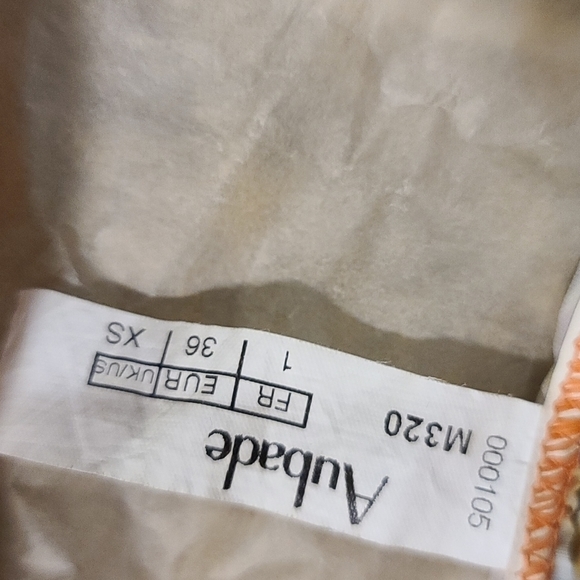 000105
Aubade
M320
FR EUR UK/US
1 36 XS